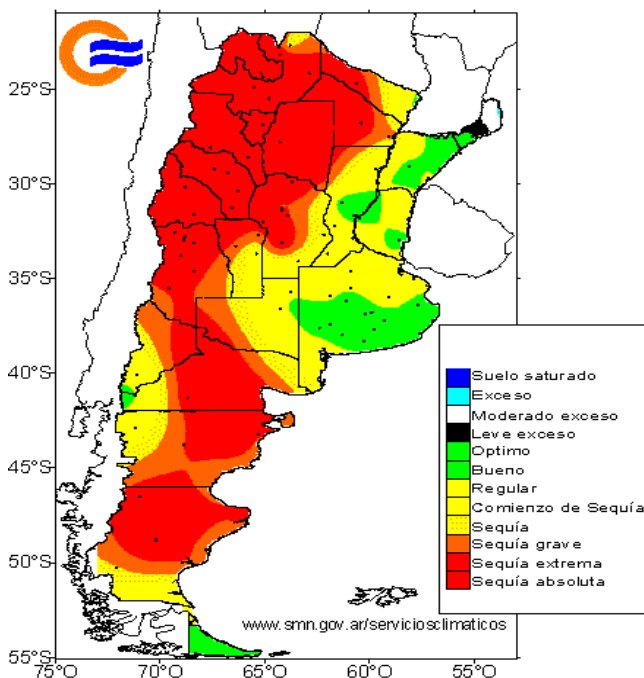 25°S
30°S
35°S
40°S
45°S
50°S
55°S
75°O 70°O 65°O 60°O 55°O
Suelo saturado
Exceso
Moderado exceso
Leve exceso
Optimo
Bueno
Regular
Comienzo de Sequía
Sequía
Sequía grave
Sequía extrema
Sequía absoluta
www.smn.gov.ar/serviciosclimaticos